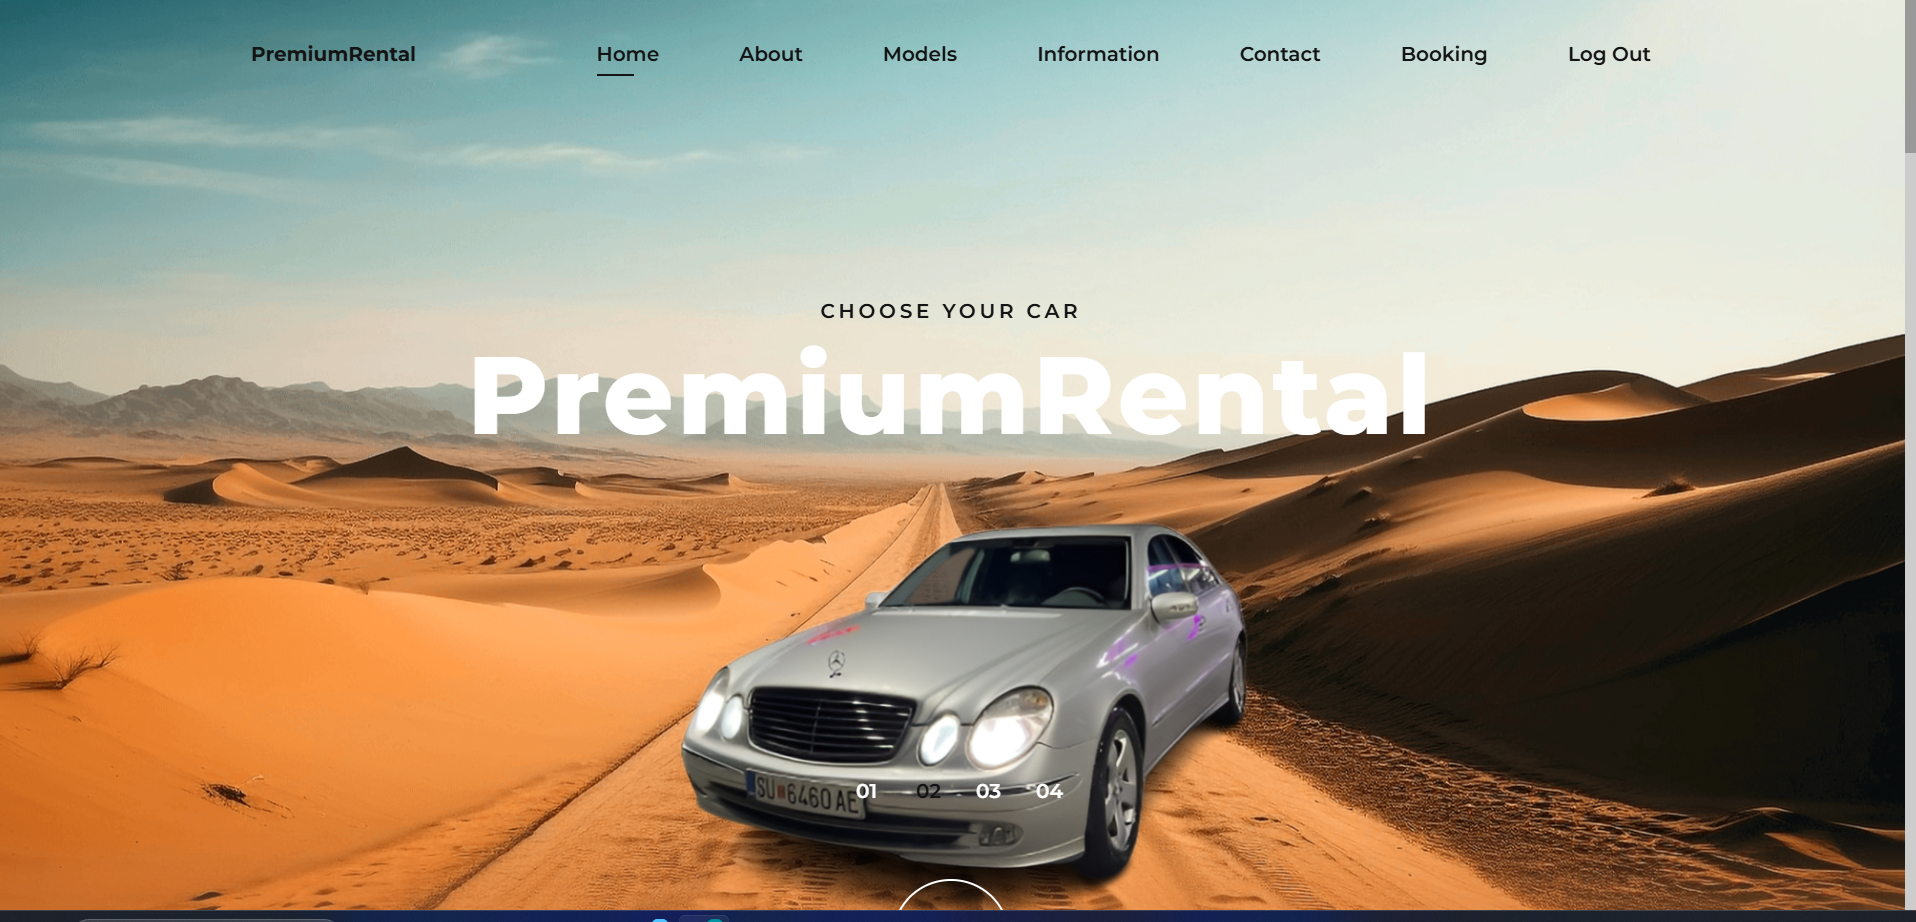 PremiumRental Home About Models Information Contact Booking Log Out
CHOOSE YOUR CAR
PremiumRental
SU 6460 AE
01 02 03 04